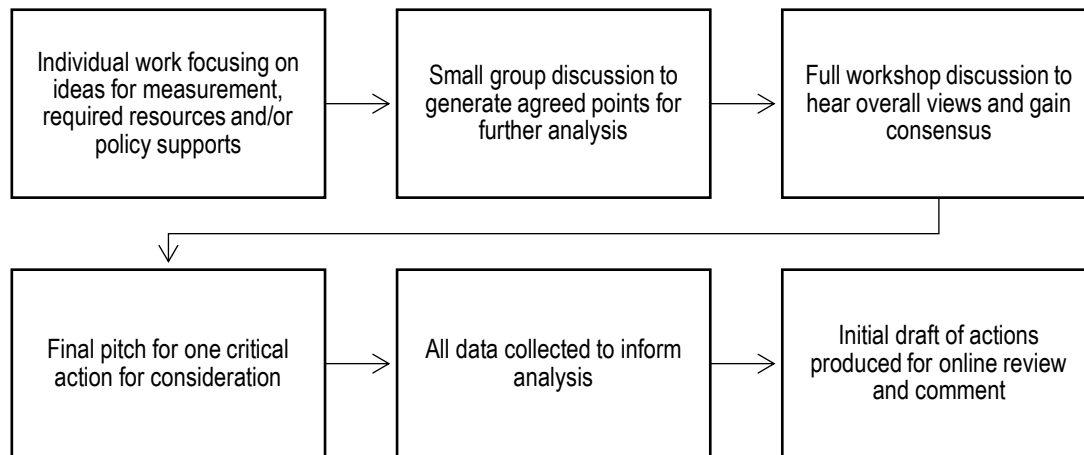 Individual work focusing on
ideas for measurement,
required resources and/or
policy supports
Small group discussion to
generate agreed points for
further analysis
Full workshop discussion to
hear overall views and gain
consensus
Final pitch for one critical
action for consideration
All data collected to inform
analysis
Initial draft of actions
produced for online review
and comment